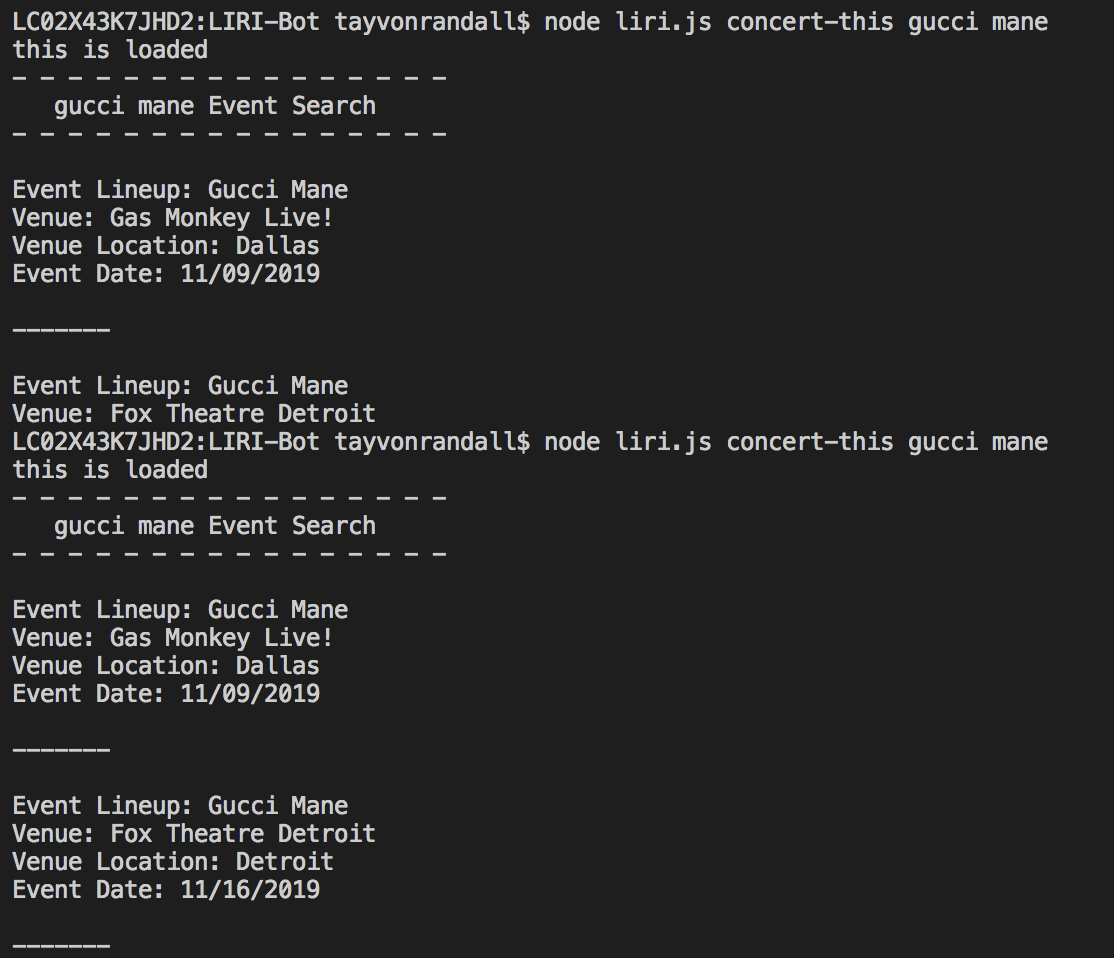 LC02X43K7JHD2:LIRI-Bot tayvonrandall$ node liri.js concert-this gucci mane
this is loaded
- - - - - - - - - - - - - - - -
   gucci mane Event Search
- - - - - - - - - - - - - - - -

Event Lineup: Gucci Mane
Venue: Gas Monkey Live!
Venue Location: Dallas
Event Date: 11/09/2019

-------

Event Lineup: Gucci Mane
Venue: Fox Theatre Detroit
LC02X43K7JHD2:LIRI-Bot tayvonrandall$ node liri.js concert-this gucci mane
this is loaded
- - - - - - - - - - - - - - - -
   gucci mane Event Search
- - - - - - - - - - - - - - - -

Event Lineup: Gucci Mane
Venue: Gas Monkey Live!
Venue Location: Dallas
Event Date: 11/09/2019

-------

Event Lineup: Gucci Mane
Venue: Fox Theatre Detroit
Venue Location: Detroit
Event Date: 11/16/2019

-------